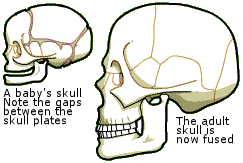 A baby's skull
Note the gaps
between the
skull plates
The adult
skull is
now fused